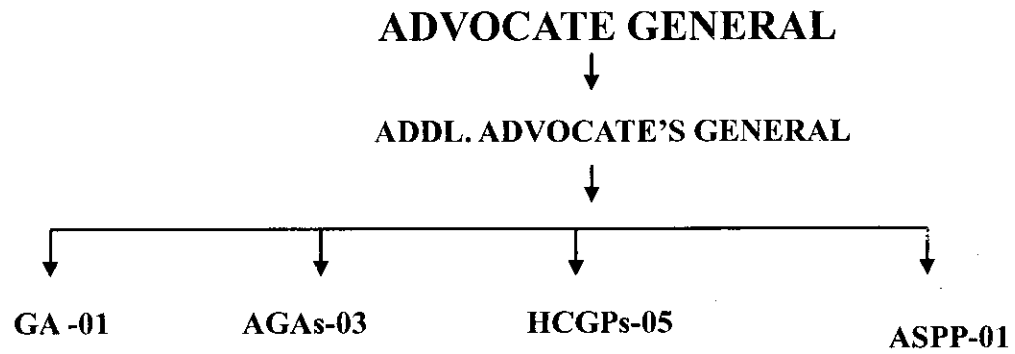 ADVOCATE GENERAL
ADDL. ADVOCATE'S GENERAL
GA -01 AGAs-03 HCGPs-05 ASPP-01